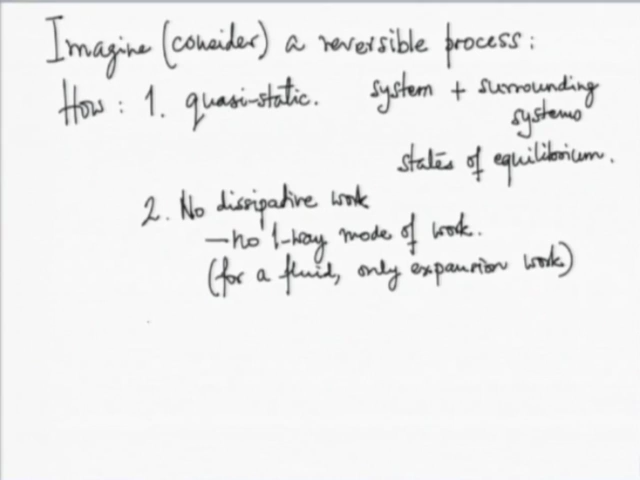 Imagine (consider) a reversible process:
How: 1. quasi-static. system + surrounding
systems
states of equilibrium.
2. No dissipative work
– no 1-way mode of work.
(for a fluid, only expansion work)